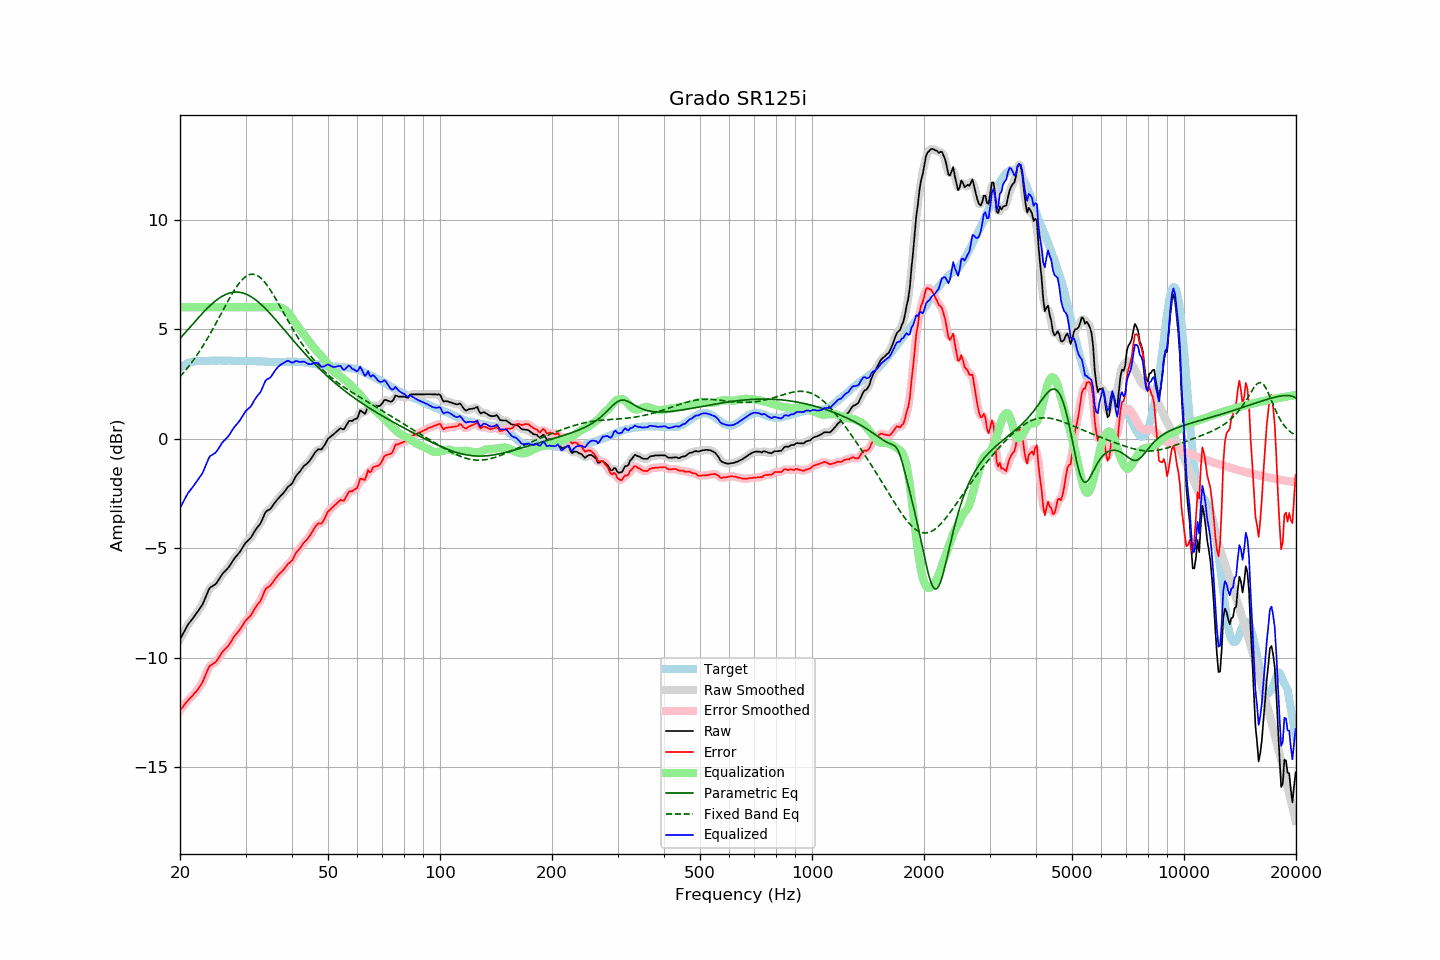 Grado SR125i
Amplitude (dBr)
10
5
0
−5
−10
−15
Target
Raw Smoothed
Error Smoothed
Raw
Error
Equalization
Parametric Eq
Fixed Band Eq
Equalized
20 50 100 200 500 1000 2000 5000 10000 20000
Frequency (Hz)